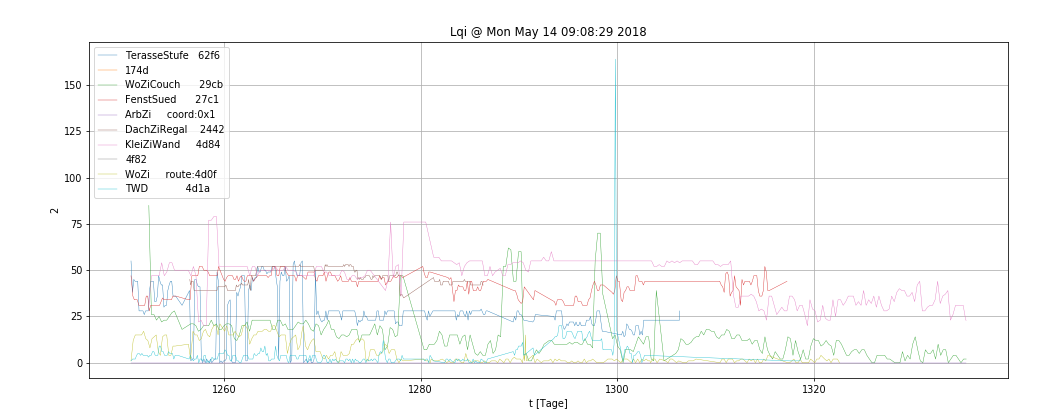 Lqi @ Mon May 14 09:08:29 2018
TerasseStufe 62f6
174d
WoZiCouch 29cb
FenstSued 27c1
ArbZi coord:0x1
DachZiRegal 2442
KleiZiWand 4d84
4f82
WoZi route:4d0f
TWD 4d1a
150
125
100
75
50
25
0
2
1260 1280 1300 1320
t [Tage]